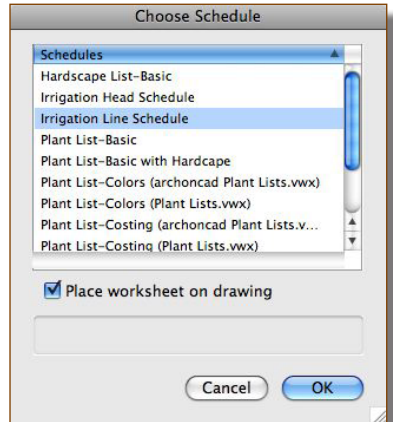 Choose Schedule
Schedules
Hardscape List-Basic
Irrigation Head Schedule
Irrigation Line Schedule
Plant List-Basic
Plant List-Basic with Hardcape
Plant List-Colors (archoncad Plant Lists.vwx)
Plant List-Colors (Plant Lists.vwx)
Plant List-Costing (archoncad Plant Lists.v...
Plant List-Costing (Plant Lists.vwx)
Place worksheet on drawing
Cancel OK